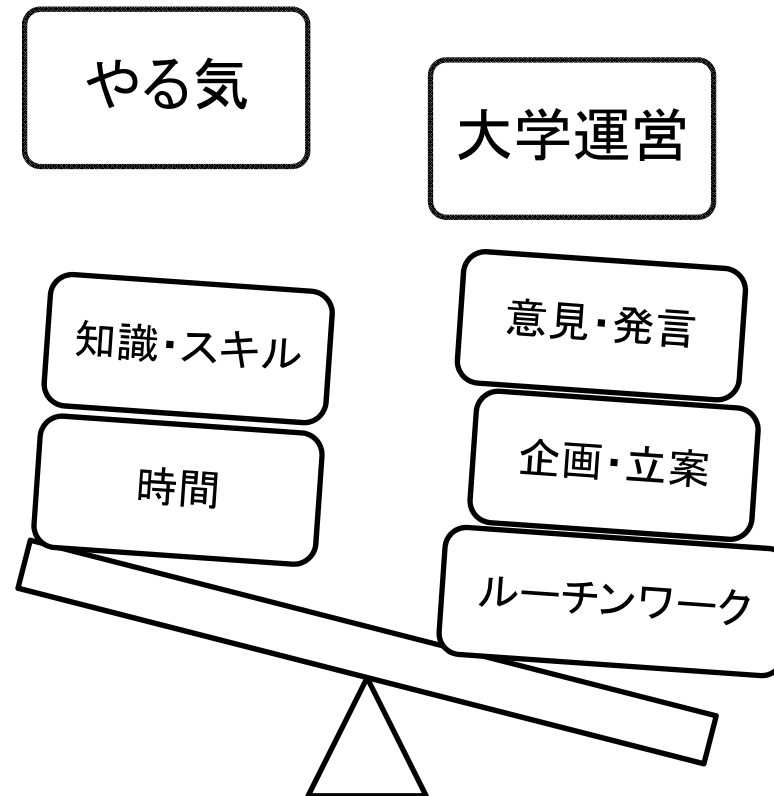 やる気
大学運営
知識・スキル
時間
意見・発言
企画・立案
ルーチンワーク